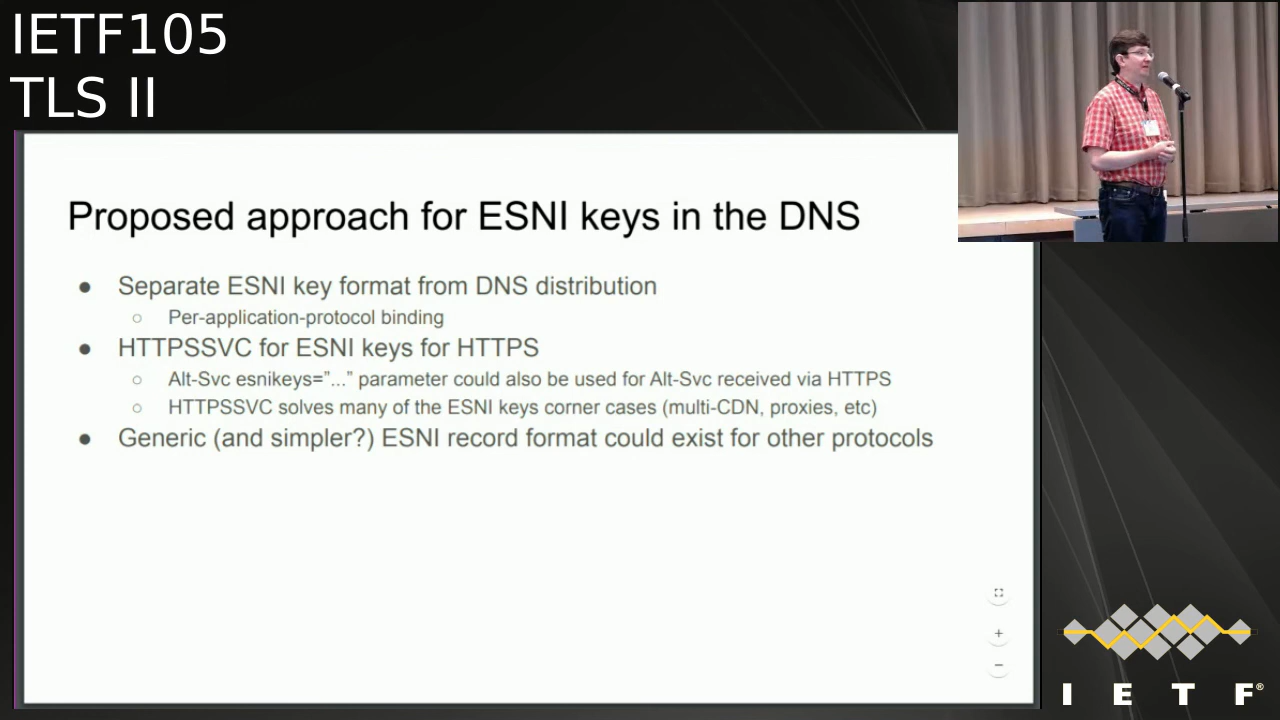 IETF105
TLS II
Proposed approach for ESNI keys in the DNS
● Separate ESNI key format from DNS distribution
○ Per-application-protocol binding
● HTTPSSVC for ESNI keys for HTTPS
○ Alt-Svc esnikeys=”...” parameter could also be used for Alt-Svc received via HTTPS
○ HTTPSSVC solves many of the ESNI keys corner cases (multi-CDN, proxies, etc)
● Generic (and simpler?) ESNI record format could exist for other protocols
I E T F®